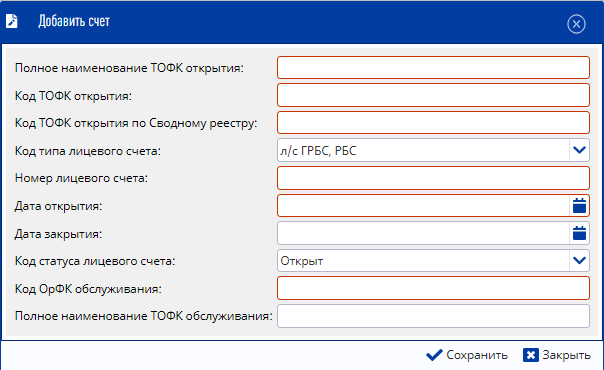 Добавить счет
Полное наименование ТОФК открытия:
Код ТОФК открытия:
Код ТОФК открытия по Сводному реестру:
Код типа лицевого счета: л/с ГРБС, РБС
Номер лицевого счета:
Дата открытия:
Дата закрытия:
Код статуса лицевого счета: Открыт
Код ОрФК обслуживания:
Полное наименование ТОФК обслуживания:
Сохранить Закрыть